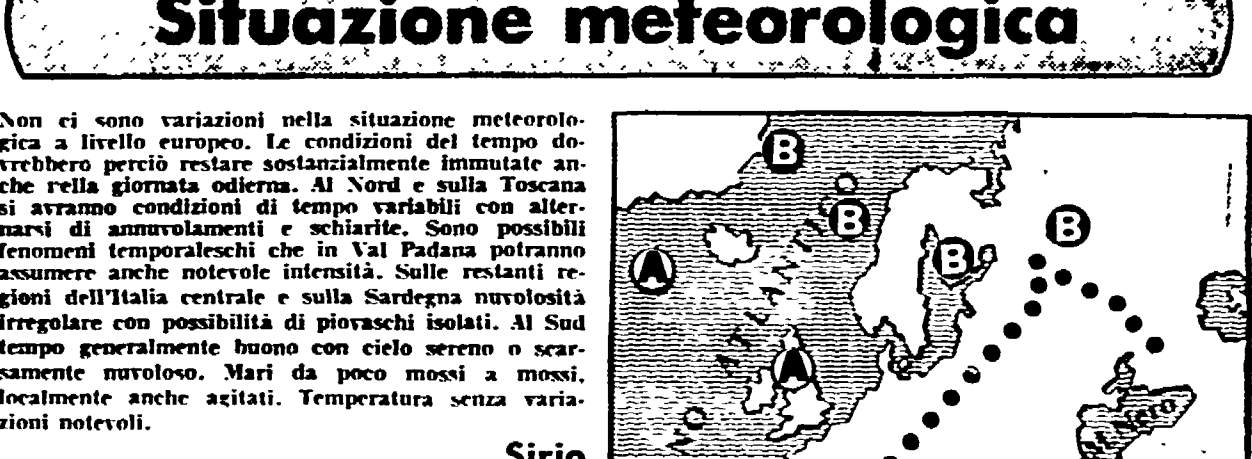 Situazione meteorologica
Non ci sono variazioni nella situazione meteorolo-
gica a livello europeo. Le condizioni del tempo do-
vrebbero perciò restare sostanzialmente immutate an-
che nella giornata odierna. Al Nord e sulla Toscana
si avranno condizioni di tempo variabili con alter-
narsi di annuvolamenti e schiarite. Sono possibili
fenomeni temporaleschi che in Val Padana potranno
assumere anche notevole intensità. Sulle restanti re-
gioni dell'Italia centrale e sulla Sardegna nuvolosità
irregolare con possibilità di piovaschi isolati. Al Sud
tempo generalmente buono con cielo sereno o scar-
samente nuvoloso. Mari da poco mossi a mossi,
localmente anche agitati. Temperatura senza varia-
zioni notevoli.
Sirio
B
B
B
B
A
A
ATLANTICO
Nero